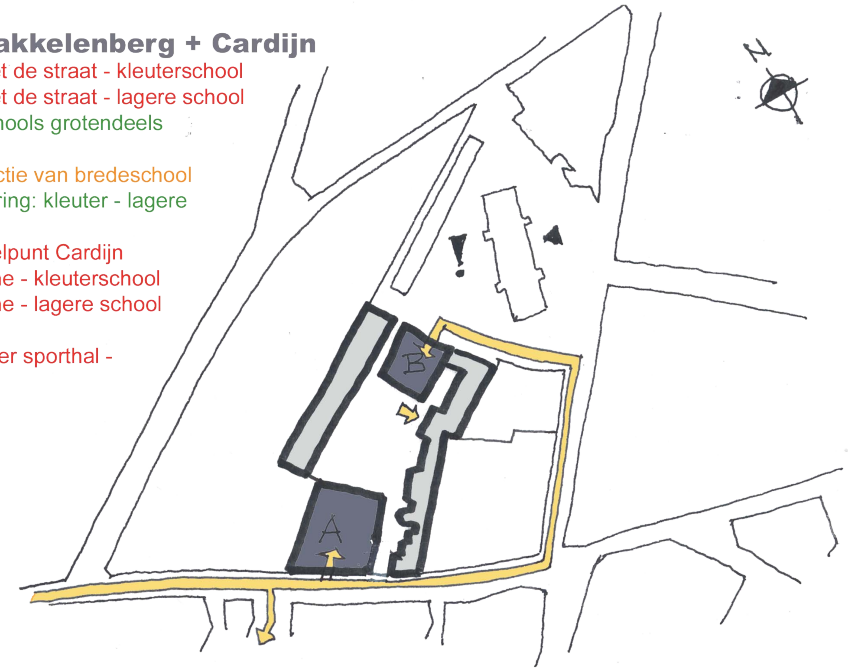 akkelenberg + Cardijn
t de straat - kleuterschool
t de straat - lagere school
hools grotendeels
ctie van bredeschool
ring: kleuter - lagere
elpunt Cardijn
ne - kleuterschool
ne - lagere school
er sporthal -
N
!
B
A